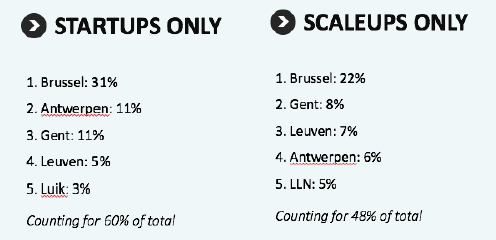 STARTUPS ONLY
1. Brussel: 31%
2. Antwerpen: 11%
3. Gent: 11%
4. Leuven: 5%
5. Luik: 3%
Counting for 60% of total
SCALEUPS ONLY
1. Brussel: 22%
2. Gent: 8%
3. Leuven: 7%
4. Antwerpen: 6%
5. LLN: 5%
Counting for 48% of total